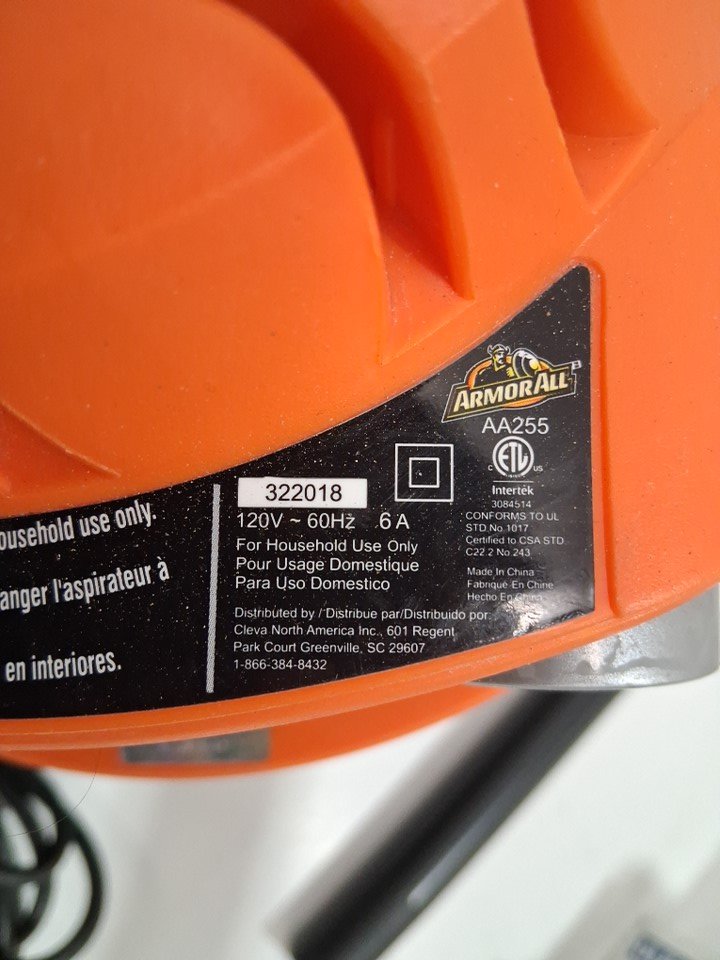 ARMORALL
AA255
ETL
C US
Intertek
3084514
CONFORMS TO UL
STD No 1017
Certified to CSA STD
C22.2 No 243
Made In China
Fabriqué En Chine
Hecho En China
322018
120V ~ 60Hz 6 A
For Household Use Only
Pour Usage Domestique
Para Uso Domestico
Distributed by / Distribue par/Distribuido por:
Cleva North America Inc., 601 Regent
Park Court Greenville, SC 29607
1-866-384-8432
ousehold use only.
anger l'aspirateur à
en interiores.